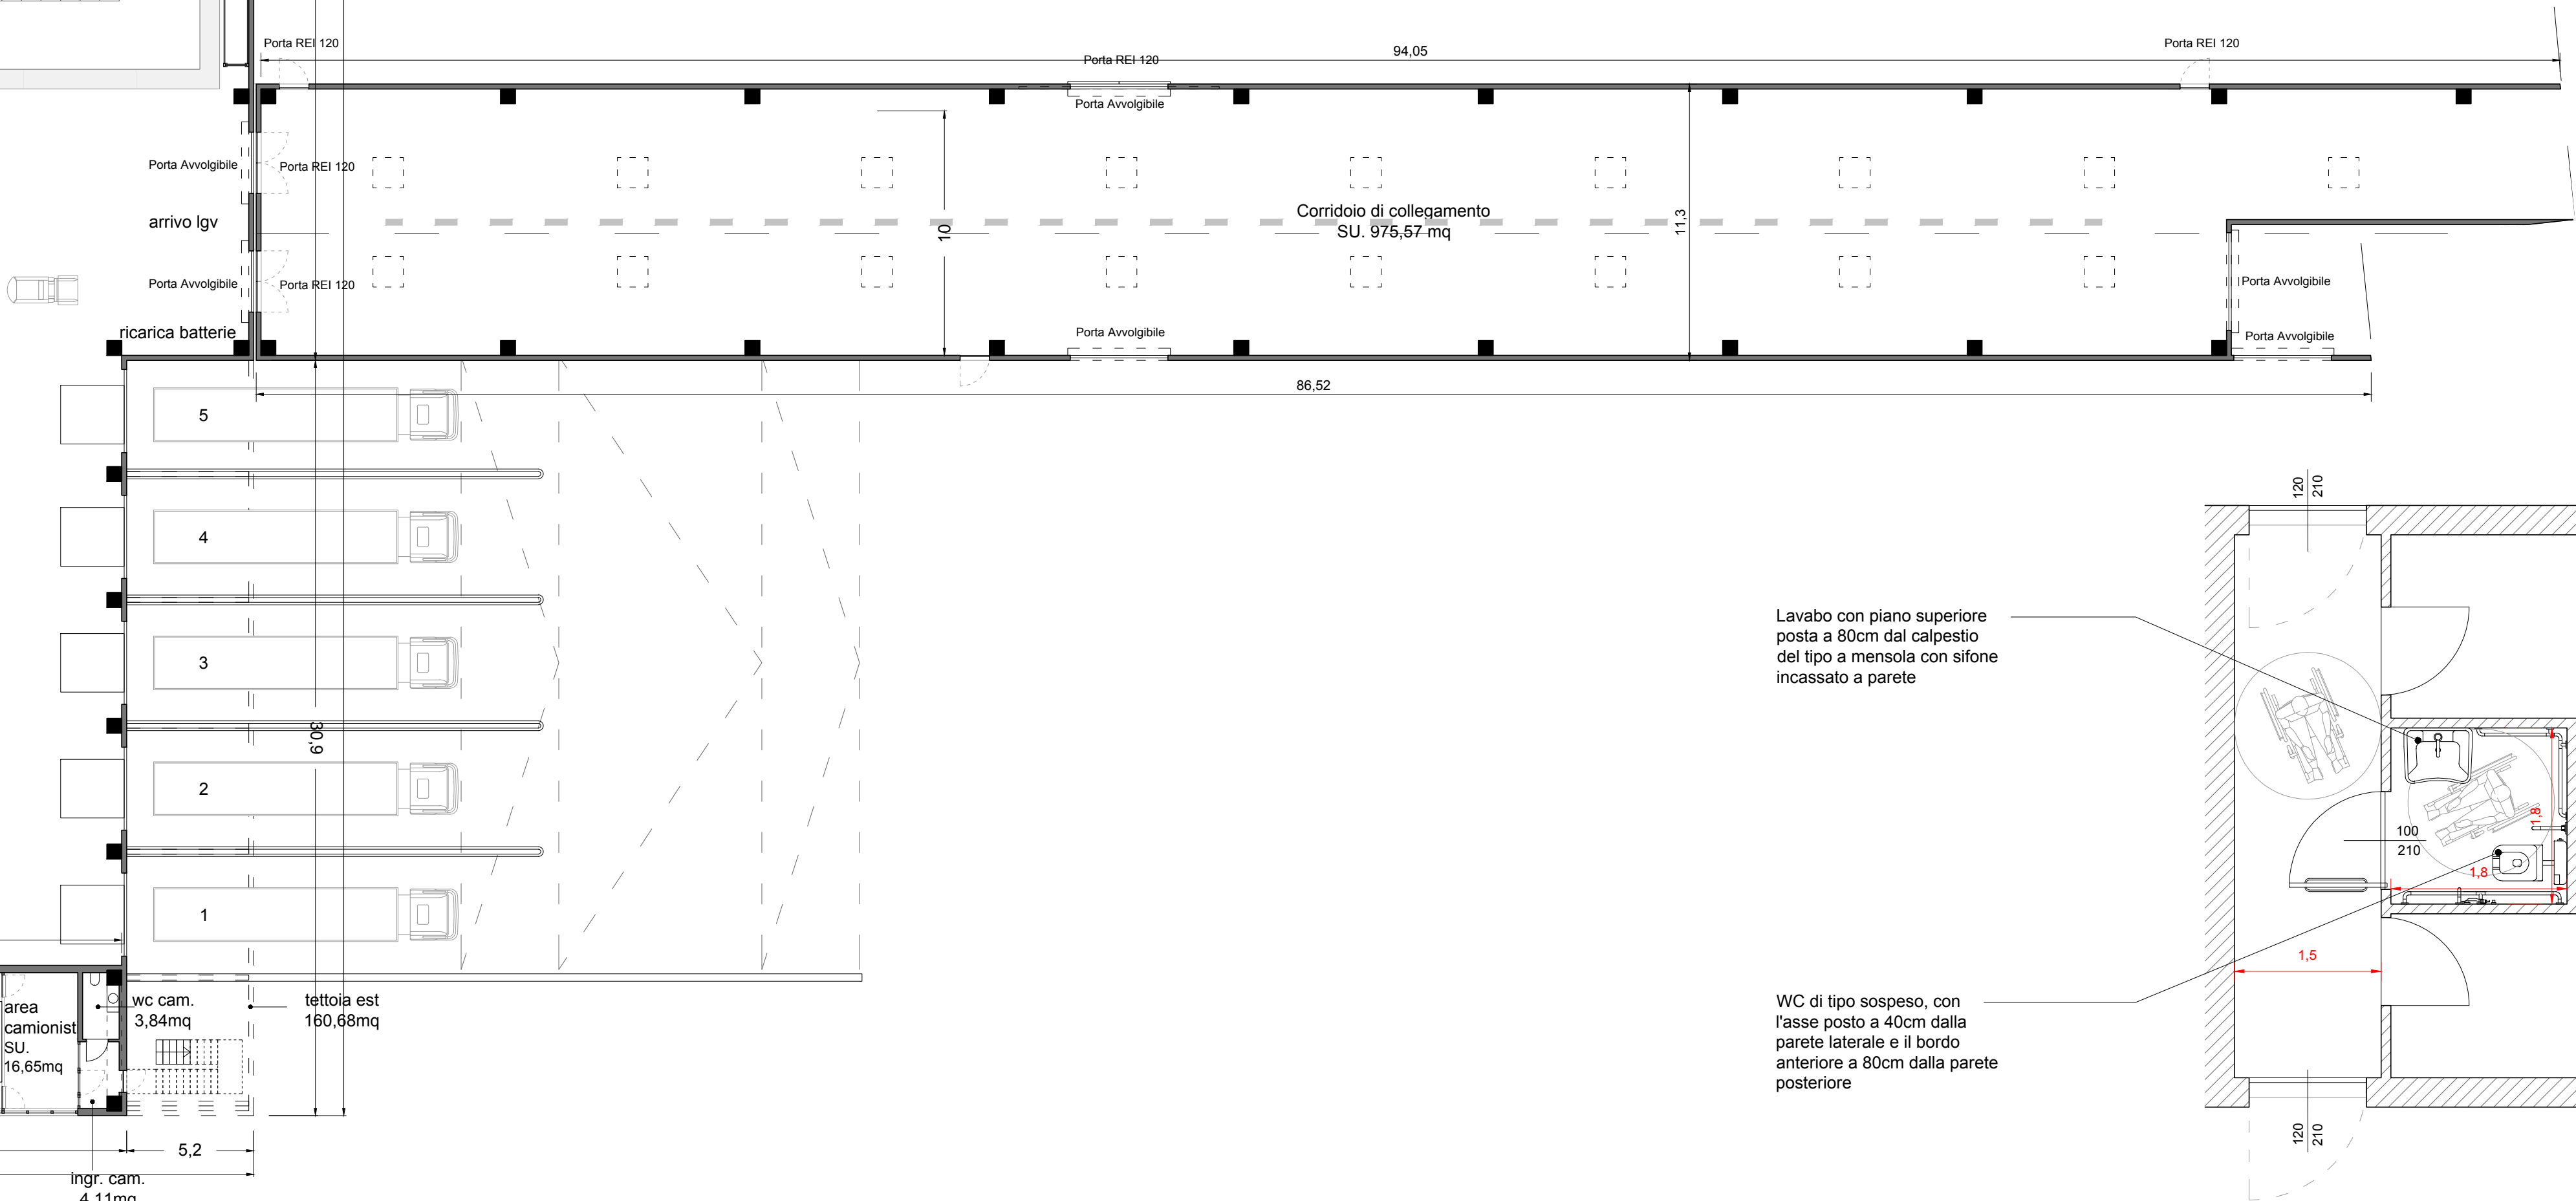 Porta REI 120
94,05
Porta REI 120
Porta REI 120
Porta Avvolgibile
Porta Avvolgibile
Porta REI 120
arrivo lgv
10
Corridoio di collegamento
SU. 975,57 mq
11,3
Porta Avvolgibile
Porta REI 120
Porta Avvolgibile
ricarica batterie
Porta Avvolgibile
Porta Avvolgibile
86,52
5
4
3
2
1
30,9
120
210
Lavabo con piano superiore
posta a 80cm dal calpestio
del tipo a mensola con sifone
incassato a parete
100
210
1,8
1,8
1,5
WC di tipo sospeso, con
l'asse posto a 40cm dalla
parete laterale e il bordo
anteriore a 80cm dalla parete
posteriore
120
210
area
camionist
SU.
16,65mq
wc cam.
3,84mq
tettoia est
160,68mq
5,2
ingr. cam.
4,11mq